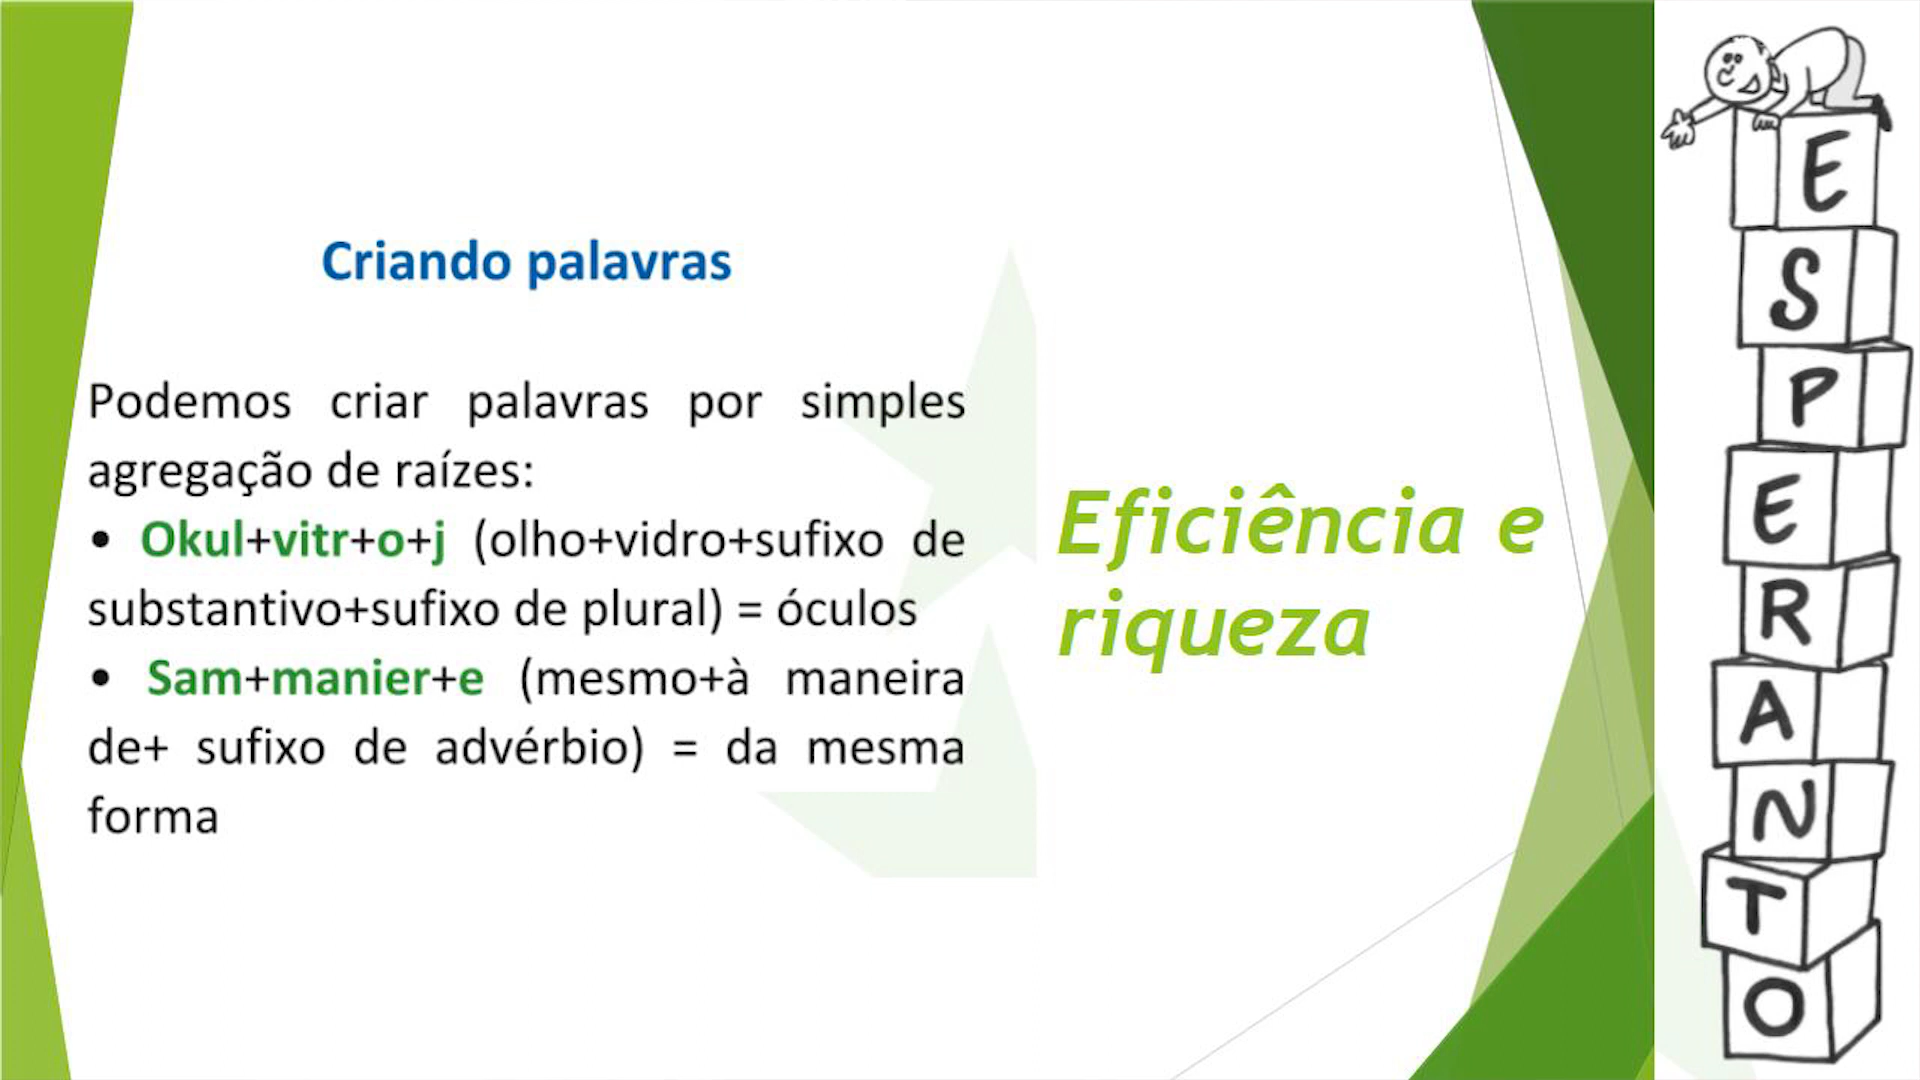 Criando palavras
Podemos criar palavras por simples
agregação de raízes:
• Okul+vitr+o+j (olho+vidro+sufixo de
substantivo+sufixo de plural) = óculos
• Sam+manier+e (mesmo+à maneira
de+ sufixo de advérbio) = da mesma
forma
Eficiência e
riqueza
E
S
P
E
R
A
N
T
O